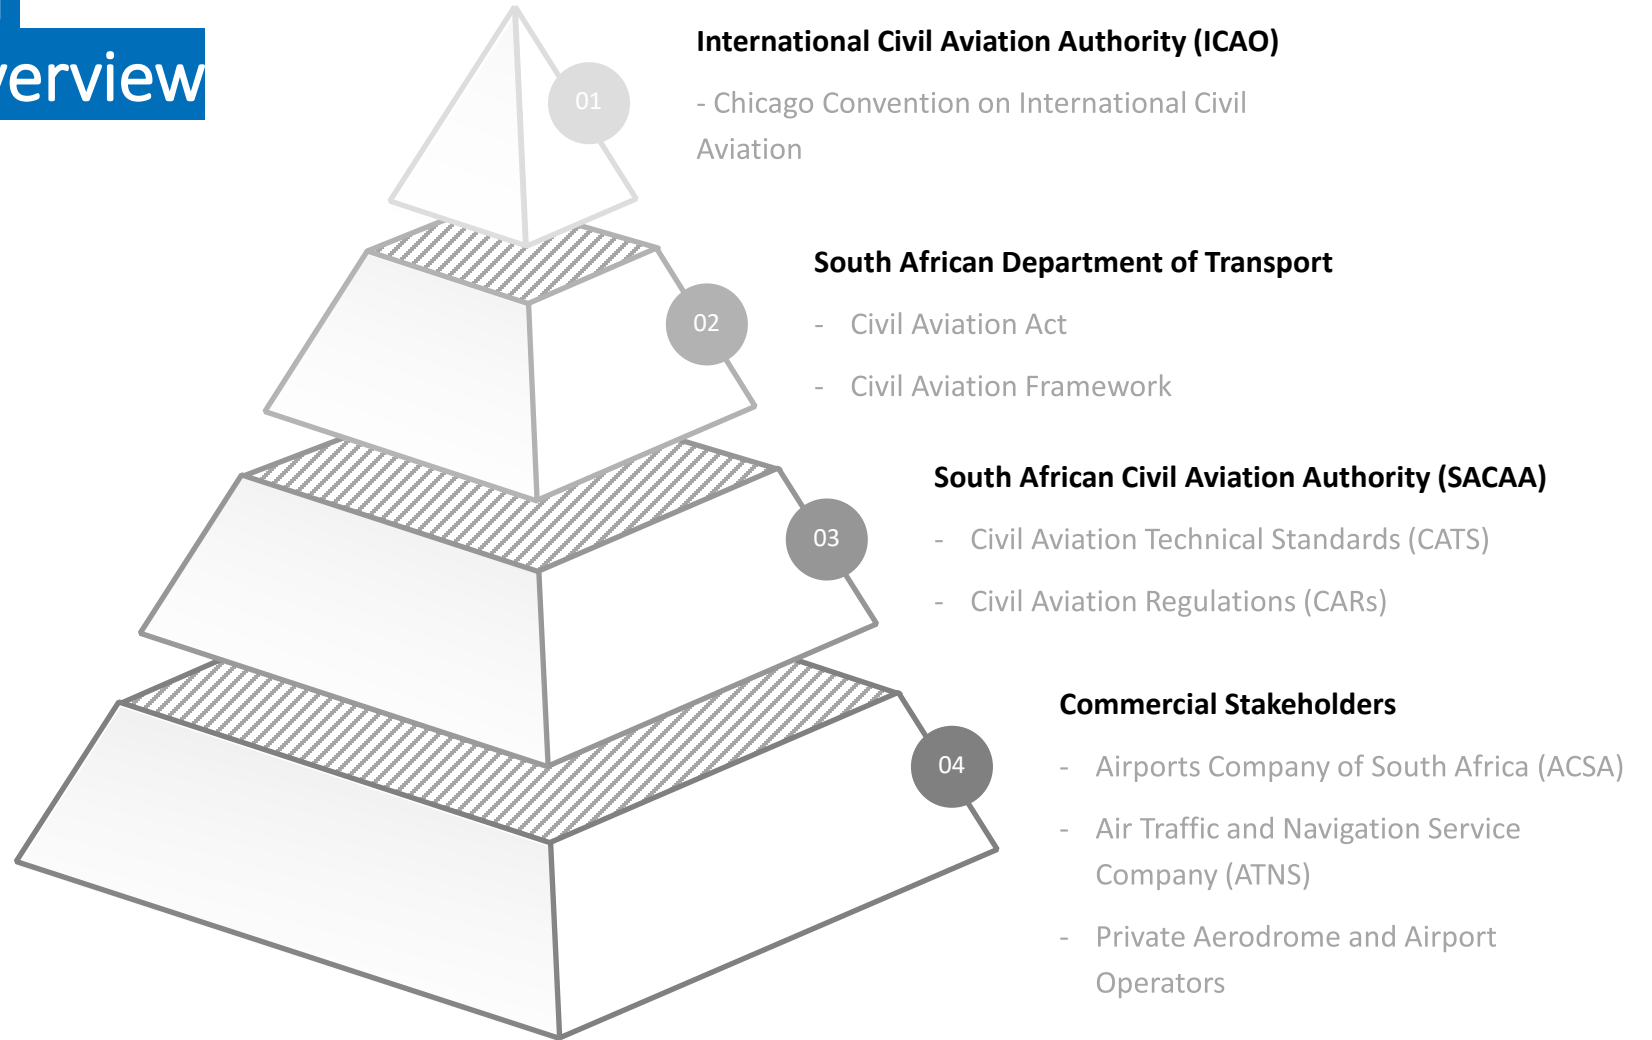 verview
01
International Civil Aviation Authority (ICAO)
- Chicago Convention on International Civil
Aviation
02
South African Department of Transport
- Civil Aviation Act
- Civil Aviation Framework
03
South African Civil Aviation Authority (SACAA)
- Civil Aviation Technical Standards (CATS)
- Civil Aviation Regulations (CARs)
04
Commercial Stakeholders
- Airports Company of South Africa (ACSA)
- Air Traffic and Navigation Service
Company (ATNS)
- Private Aerodrome and Airport
Operators